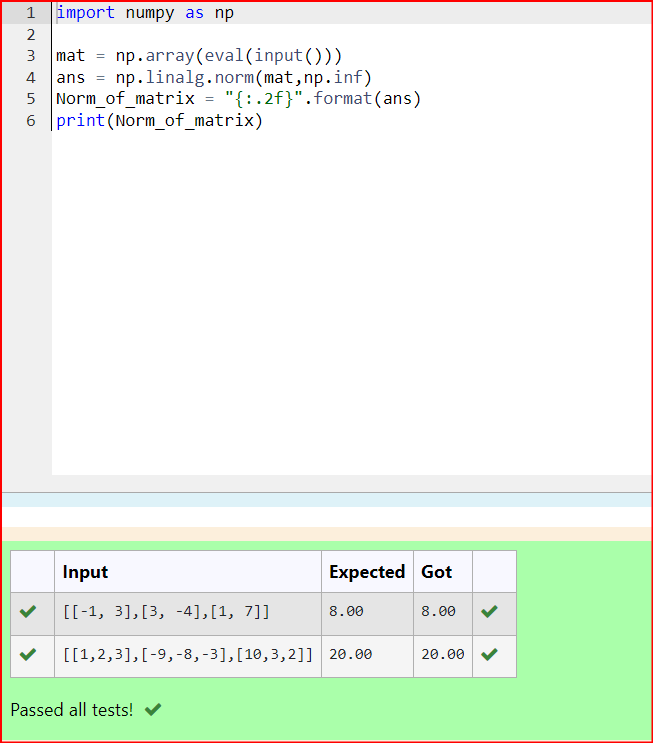 1 import numpy as np
2
3 mat = np.array(eval(input()))
4 ans = np.linalg.norm(mat,np.inf)
5 Norm_of_matrix = "{:.2f}".format(ans)
6 print(Norm_of_matrix)
Input Expected Got
[[-1, 3],[3, -4],[1, 7]] 8.00 8.00
[[1,2,3],[-9,-8,-3],[10,3,2]] 20.00 20.00
Passed all tests!